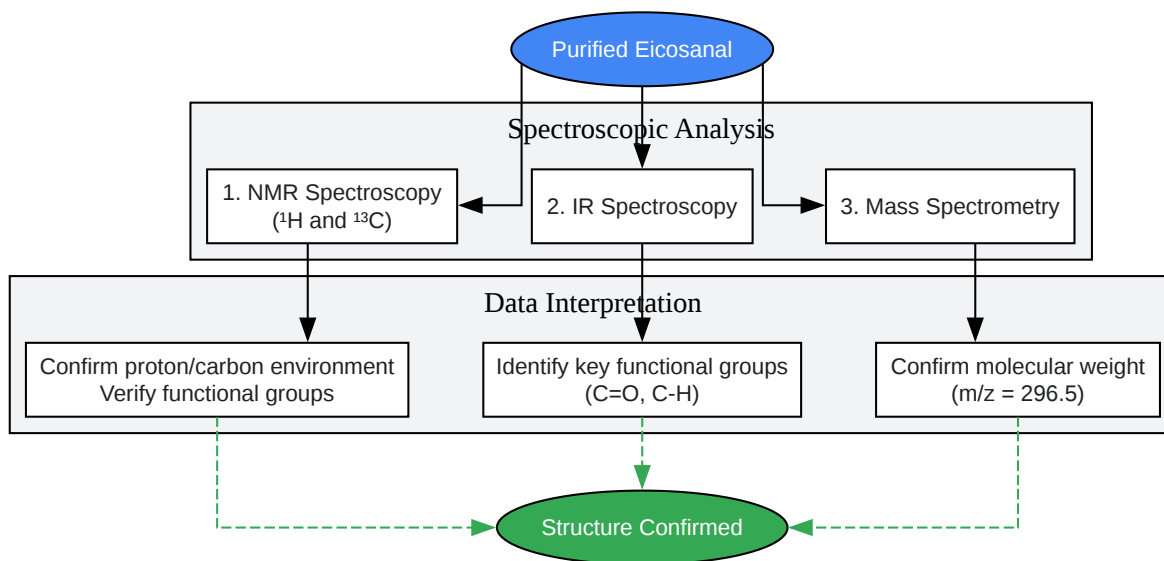 Purified Eicosanal
Spectroscopic Analysis
1. NMR Spectroscopy
(¹H and ¹³C)
2. IR Spectroscopy
3. Mass Spectrometry
Data Interpretation
Confirm proton/carbon environment
Verify functional groups
Identify key functional groups
(C=O, C-H)
Confirm molecular weight
(m/z = 296.5)
Structure Confirmed